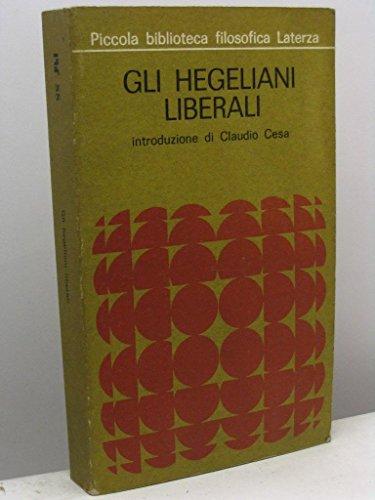 Piccola biblioteca filosofica Laterza
GLI HEGELIANI
LIBERALI
introduzione di Claudio Cesa